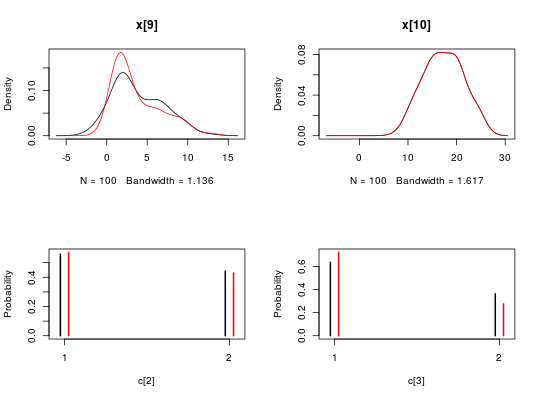 x[9]
x[10]
Density
0.00
0.10
-5
0
5
10
15
N = 100 Bandwidth = 1.136
Density
0.00
0.04
0.08
0
10
20
30
N = 100 Bandwidth = 1.617
Probability
0.0
0.2
0.4
1
2
c[2]
Probability
0.0
0.2
0.4
0.6
1
2
c[3]